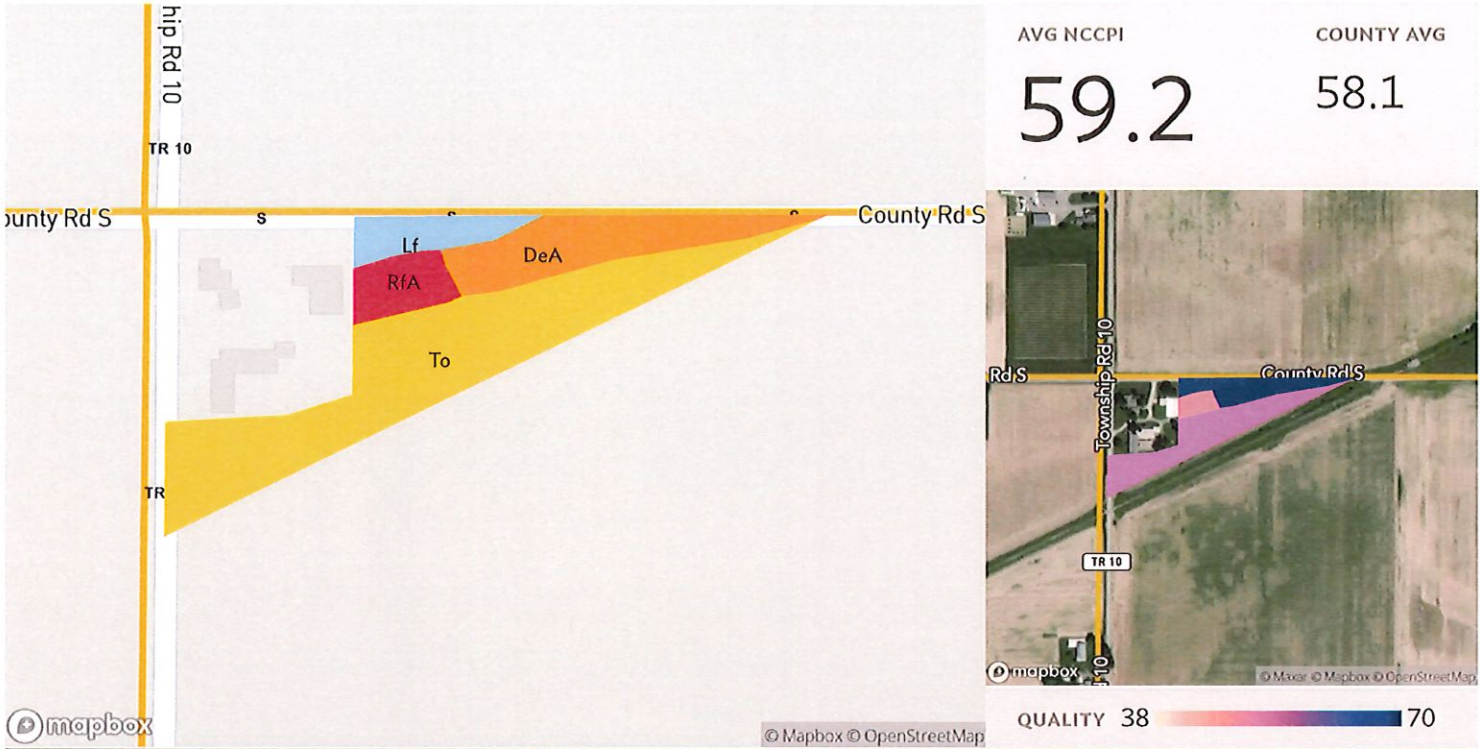 hip Rd 10
TR 10
ounty Rd S
S
S
County Rd S
Lf
DeA
RfA
To
TR
mapbox
© Mapbox © OpenStreetMap
AVG NCCPI
COUNTY AVG
59.2
58.1
Township Rd 10
Rd S
County Rd S
TR 10
10
mapbox
© Maxar © Mapbox © OpenStreetMap
QUALITY 38 70